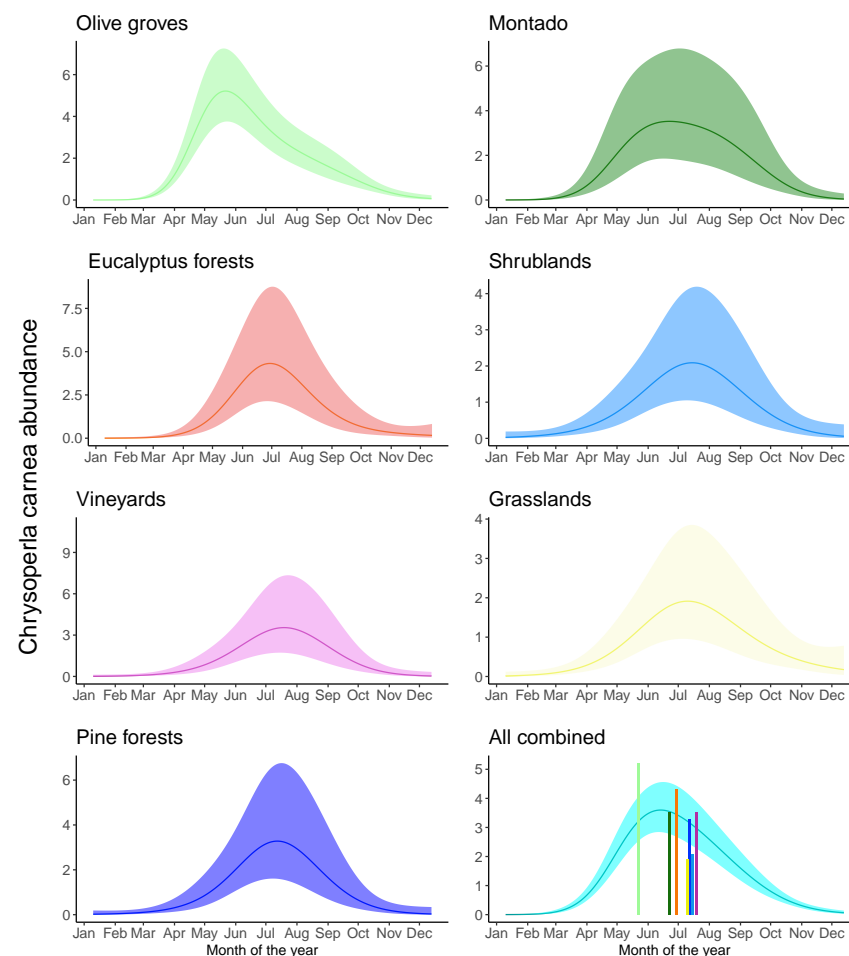 Olive groves
6
4
2
0
Jan Feb Mar Apr May Jun Jul Aug Sep Oct Nov Dec
Montado
6
4
2
0
Jan Feb Mar Apr May Jun Jul Aug Sep Oct Nov Dec
Chrysoperla carnea abundance
Eucalyptus forests
7.5
5.0
2.5
0.0
Jan Feb Mar Apr May Jun Jul Aug Sep Oct Nov Dec
Shrublands
4
3
2
1
0
Jan Feb Mar Apr May Jun Jul Aug Sep Oct Nov Dec
Vineyards
9
6
3
0
Jan Feb Mar Apr May Jun Jul Aug Sep Oct Nov Dec
Grasslands
4
3
2
1
0
Jan Feb Mar Apr May Jun Jul Aug Sep Oct Nov Dec
Pine forests
6
4
2
0
Jan Feb Mar Apr May Jun Jul Aug Sep Oct Nov Dec
Month of the year
All combined
5
4
3
2
1
0
Jan Feb Mar Apr May Jun Jul Aug Sep Oct Nov Dec
Month of the year